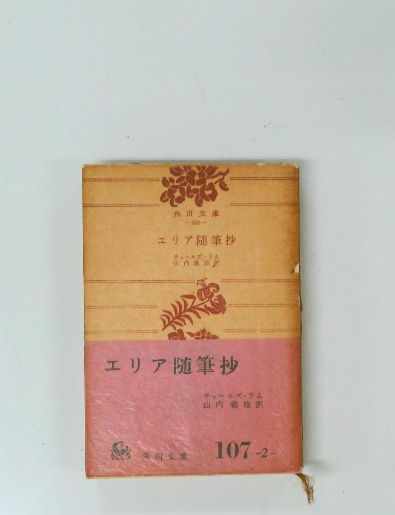 角川文庫
エリア随筆抄
チャールズ・ラム
山内義雄訳
エリア随筆抄
チャールズ・ラム
山内義雄訳
角川文庫
107-2-